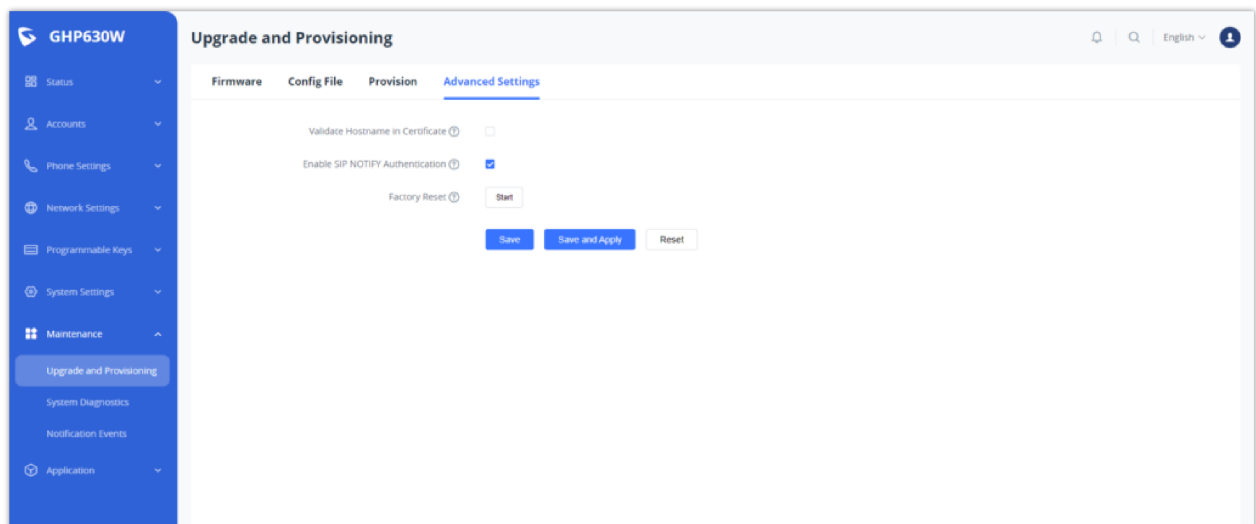 GHP630W
Upgrade and Provisioning
English
Status
Accounts
Phone Settings
Network Settings
Programmable Keys
System Settings
Maintenance
Upgrade and Provisioning
System Diagnostics
Notification Events
Application
Firmware Config File Provision Advanced Settings
Validate Hostname in Certificate ?
Enable SIP NOTIFY Authentication ?
Factory Reset ? Start
Save Save and Apply Reset